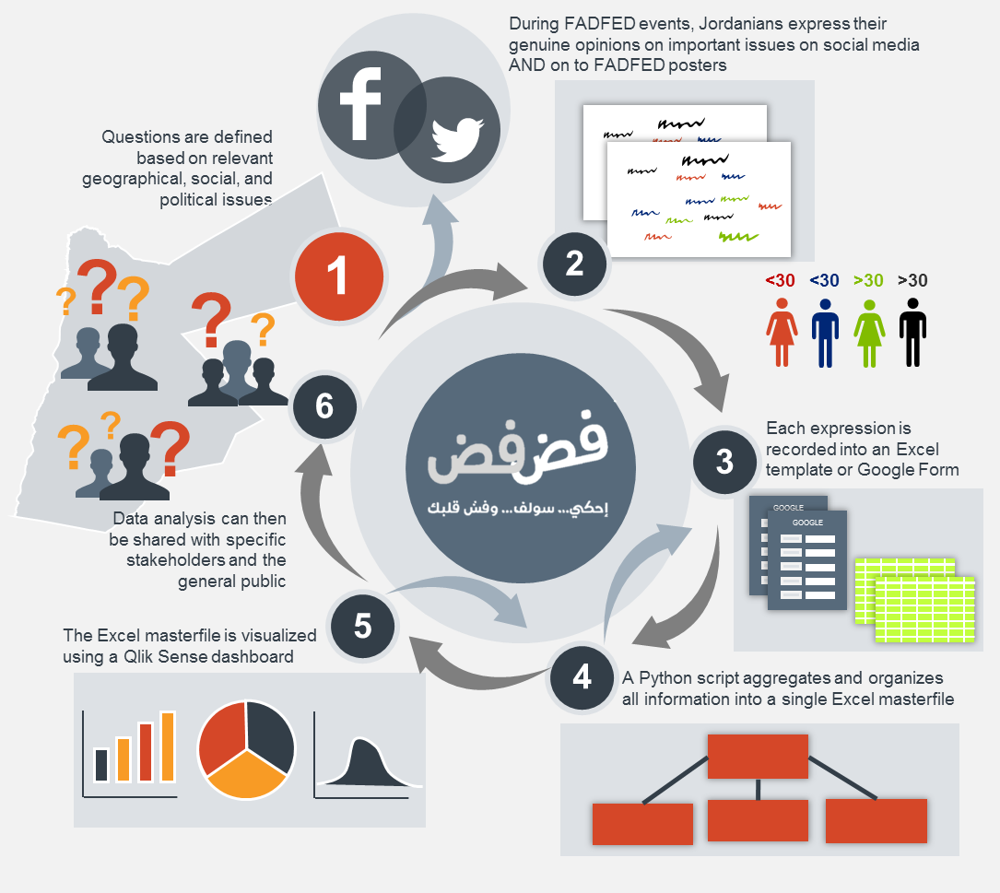 During FADFED events, Jordanians express their
genuine opinions on important issues on social media
AND on to FADFED posters
f
Questions are defined
based on relevant
geographical, social, and
political issues
1
2
<30 <30 >30 >30
? ? ?
? ?
? ? ?
6
3
Each expression is
recorded into an Excel
template or Google Form
فض فض
إحكي... سولف... وفش قلبك
GOOGLE
GOOGLE
Data analysis can then
be shared with specific
stakeholders and the
general public
5
The Excel masterfile is visualized
using a Qlik Sense dashboard
4
A Python script aggregates and organizes
all information into a single Excel masterfile